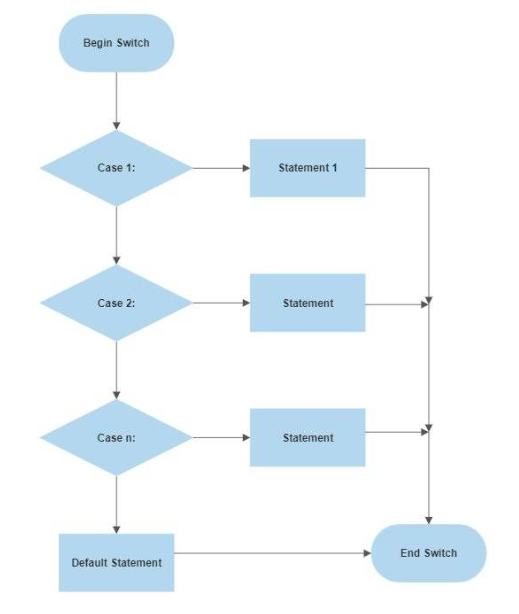 Begin Switch
Case 1:
Statement 1
Case 2:
Statement
Case n:
Statement
Default Statement
End Switch